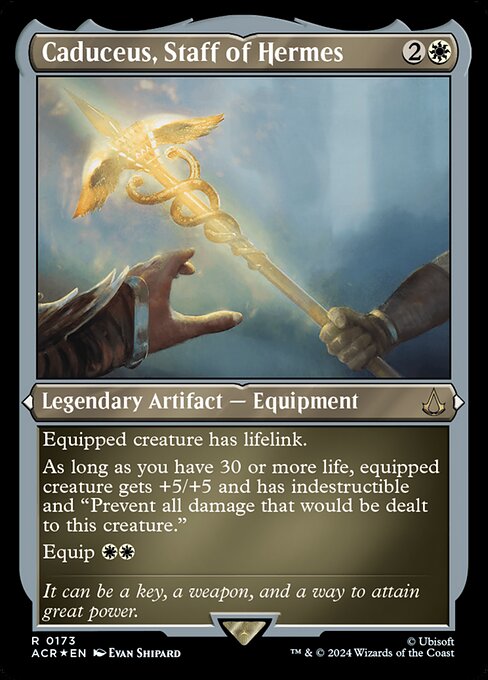 Caduceus, Staff of Hermes 2
Legendary Artifact — Equipment
Equipped creature has lifelink.
As long as you have 30 or more life, equipped
creature gets +5/+5 and has indestructible
and “Prevent all damage that would be dealt
to this creature.”
Equip
It can be a key, a weapon, and a way to attain
great power.
R 0173
ACR★EN Evan Shipard
© Ubisoft
™ & © 2024 Wizards of the Coast